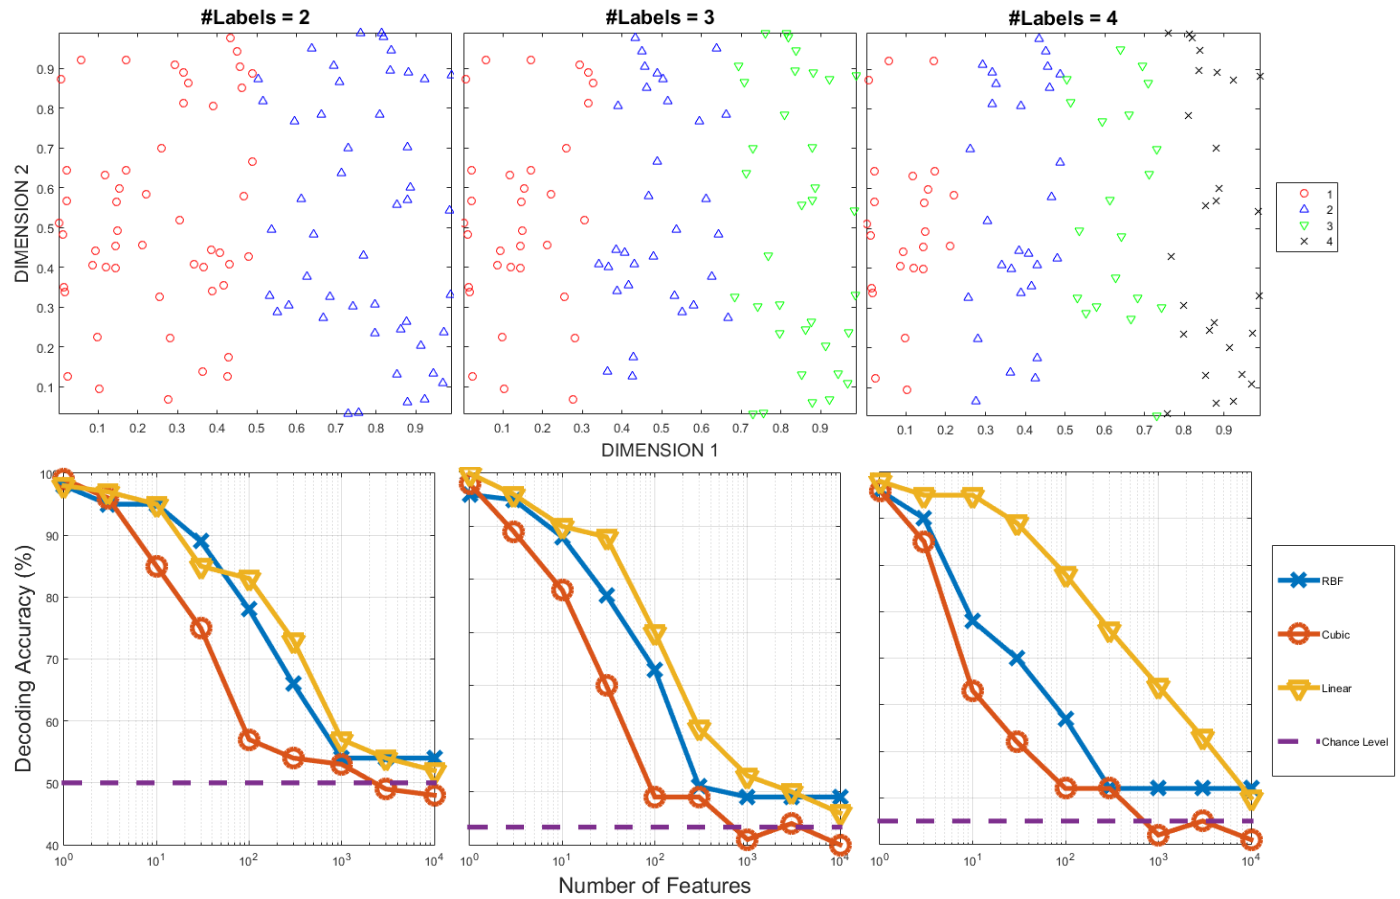 #Labels = 2
#Labels = 3
#Labels = 4
DIMENSION 2
0.9
0.8
0.7
0.6
0.5
0.4
0.3
0.2
0.1
0.1 0.2 0.3 0.4 0.5 0.6 0.7 0.8 0.9
0.1 0.2 0.3 0.4 0.5 0.6 0.7 0.8 0.9
0.1 0.2 0.3 0.4 0.5 0.6 0.7 0.8 0.9
DIMENSION 1
1
2
3
4
Decoding Accuracy (%)
90
80
70
60
50
40
10⁰ 10¹ 10² 10³ 10⁴
10⁰ 10¹ 10² 10³ 10⁴
10⁰ 10¹ 10² 10³ 10⁴
Number of Features
RBF
Cubic
Linear
Chance Level